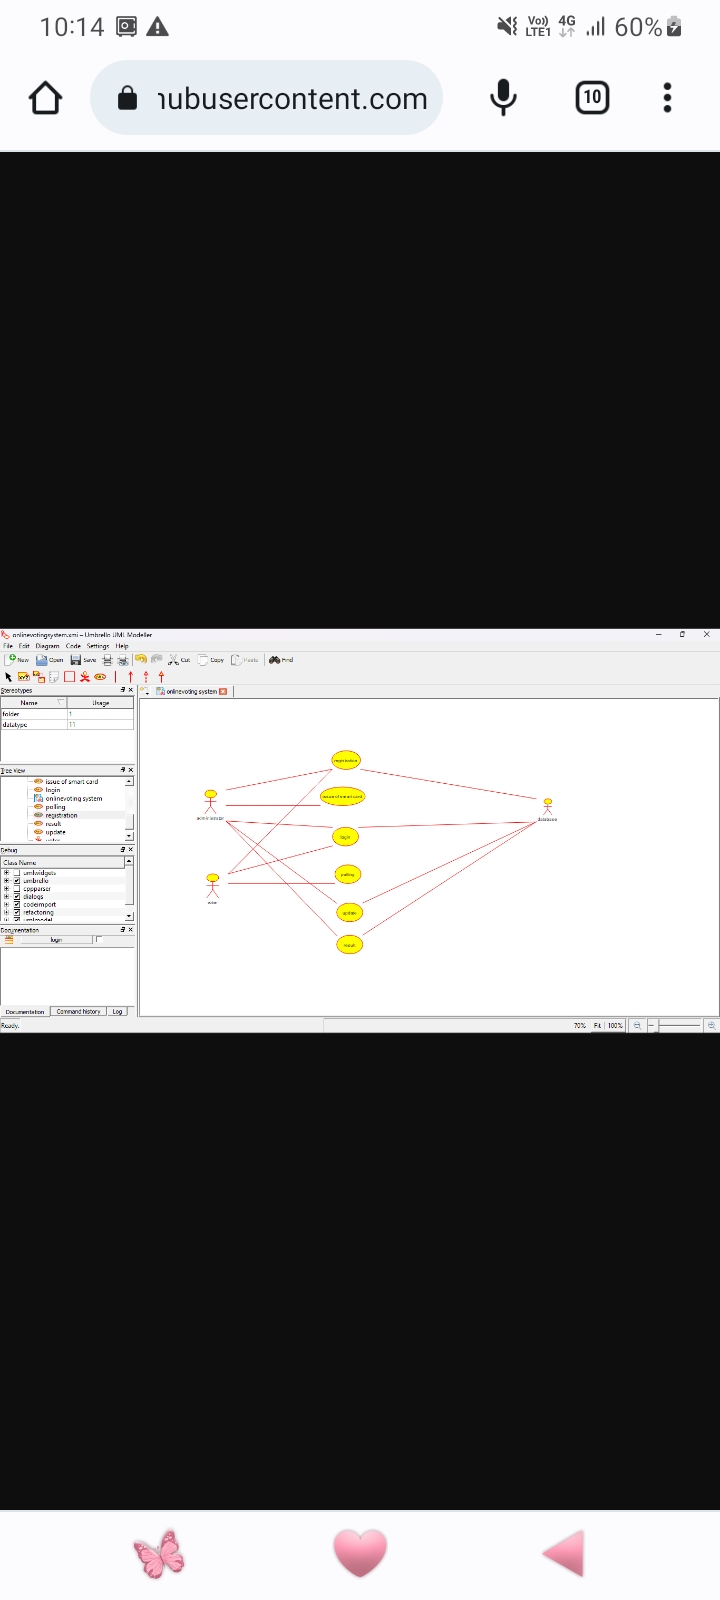 10:14 Vo)) LTE1 4G 60%
nubusercontent.com 10
onlinevotingsystem.xmi – Umbrello UML Modeller
File Edit Diagram Code Settings Help
New Open Save Cut Copy Paste Find
Stereotypes
onlinevoting system
Name Usage
folder 1
datatype 11
Tree View
issue of smart card
login
onlinevoting system
polling
registration
result
update
Debug
Class Name
umlwidgets
umbrello
cppparser
dialogs
codeimport
refactoring
umlmodel
Documentation
login
Documentation Command history Log
Ready.
70% Fit 100%
registration
issue of smart card
administrator
login
database
polling
update
result